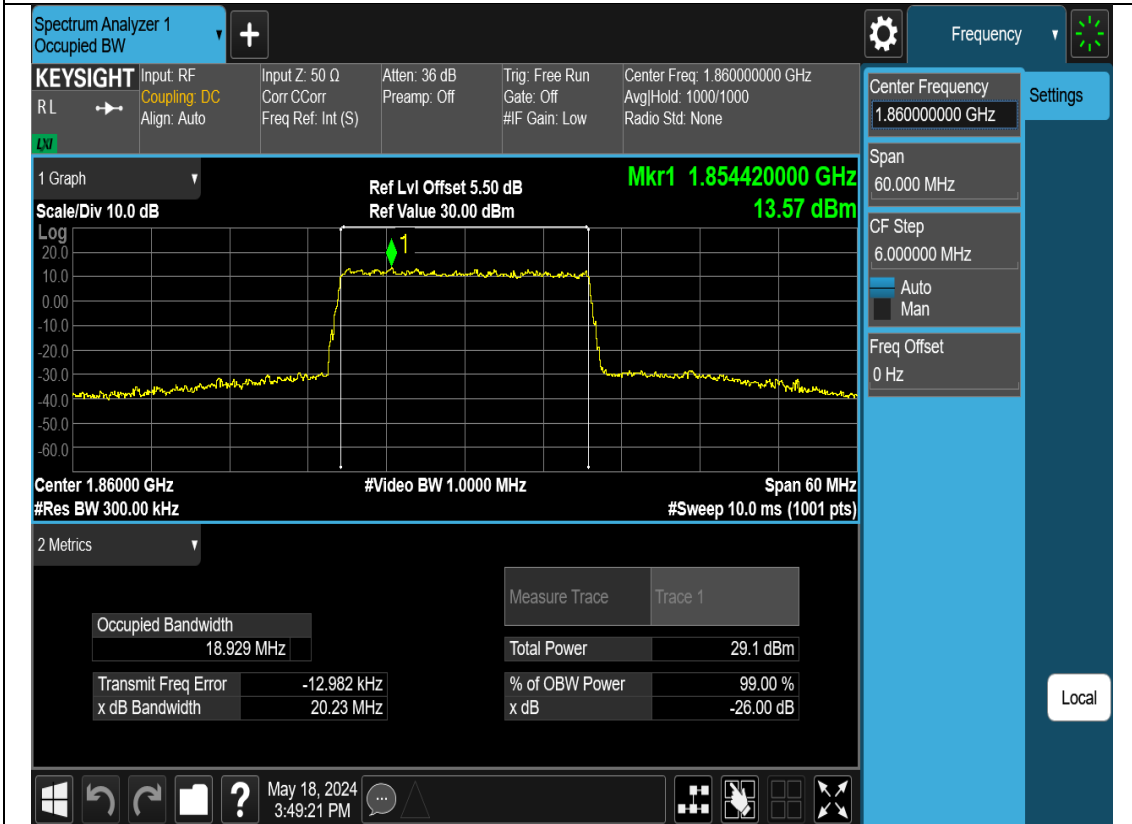 Spectrum Analyzer 1
Occupied BW
+
Frequency
KEYSIGHT
R L
LXI
Input: RF
Coupling: DC
Align: Auto
Input Z: 50 Ω
Corr CCorr
Freq Ref: Int (S)
Atten: 36 dB
Preamp: Off
Trig: Free Run
Gate: Off
#IF Gain: Low
Center Freq: 1.860000000 GHz
Avg|Hold: 1000/1000
Radio Std: None
Center Frequency
1.860000000 GHz
Settings
Span
60.000 MHz
CF Step
6.000000 MHz
Auto
Man
Freq Offset
0 Hz
Local
1 Graph
Scale/Div 10.0 dB
Ref Lvl Offset 5.50 dB
Ref Value 30.00 dBm
Mkr1 1.854420000 GHz
13.57 dBm
Log
1
20.0
10.0
0.00
-10.0
-20.0
-30.0
-40.0
-50.0
-60.0
Center 1.86000 GHz
#Video BW 1.0000 MHz
Span 60 MHz
#Res BW 300.00 kHz
#Sweep 10.0 ms (1001 pts)
2 Metrics
Measure Trace
Trace 1
Occupied Bandwidth
18.929 MHz
Total Power
29.1 dBm
Transmit Freq Error
-12.982 kHz
% of OBW Power
99.00 %
x dB Bandwidth
20.23 MHz
x dB
-26.00 dB
?
May 18, 2024
3:49:21 PM